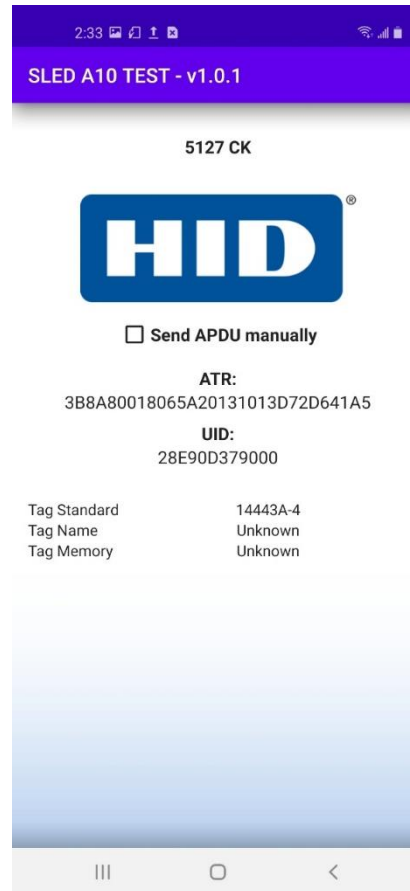 2:33
SLED A10 TEST - v1.0.1
5127 CK
HID®
Send APDU manually
ATR:
3B8A80018065A20131013D72D641A5
UID:
28E90D379000
Tag Standard 14443A-4
Tag Name Unknown
Tag Memory Unknown